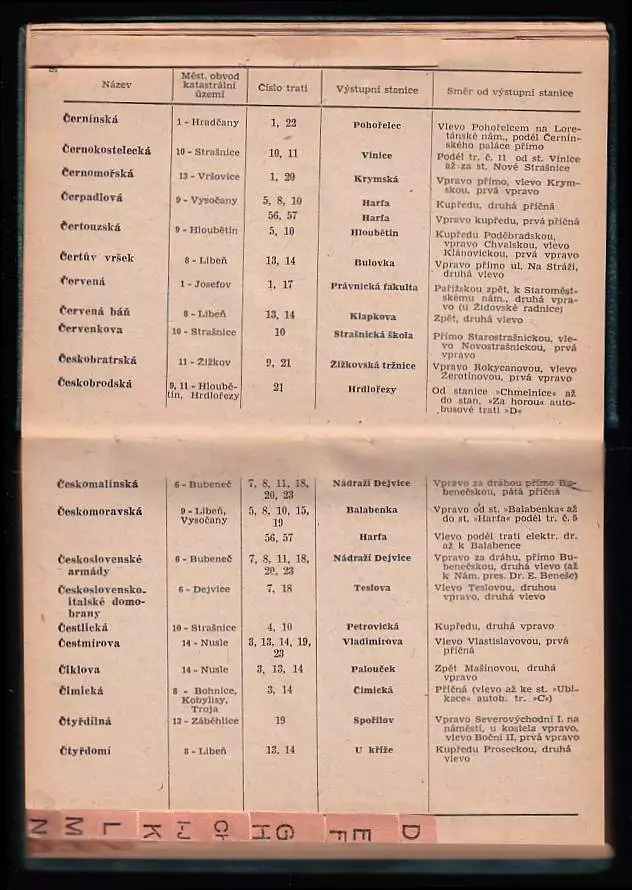 Název Měst. obvod katastrální území Číslo trati Výstupní stanice Směr od výstupní stanice
Černínská 1 - Hradčany 1, 22 Pohořelec Vlevo Pohořelcem na Lore-
tánské nám., podél Černín-
ského paláce přímo
Černokostelecká 10 - Strašnice 10, 11 Vinice Podél tr. č. 11 od st. Vinice
až za st. Nové Strašnice
Černomořská 13 - Vršovice 1, 20 Krymská Vpravo přímo, vlevo Krym-
skou, prvá vpravo
Čerpadlová 9 - Vysočany 5, 8, 10 Harfa Kupředu, druhá příčná
56, 57 Harfa Vpravo kupředu, prvá příčná
Čertouzská 9 - Hloubětín 5, 10 Hloubětín Kupředu Poděbradskou,
vpravo Chvalskou, vlevo
Klánovickou, prvá vpravo
Čertův vršek 8 - Libeň 13, 14 Bulovka Vpravo přímo ul. Na Stráži,
druhá vlevo
Červená 1 - Josefov 1, 17 Právnická fakulta Pařížskou zpět, k Staroměst-
skému nám., druhá vpra-
vo (u Židovské radnice)
Červená báň 8 - Libeň 13, 14 Klapkova Zpět, druhá vlevo
Červenkova 10 - Strašnice 10 Strašnická škola Přímo Starostrašnickou, vle-
vo Novostrašnickou, prvá
vpravo
Českobratrská 11 - Žižkov 9, 21 Žižkovská tržnice Vpravo Rokycanovou, vlevo
Žerotínovou, prvá vpravo
Českobrodská 9, 11 - Hloubě-
tín, Hrdlořezy 21 Hrdlořezy Od stanice »Chmelnice« až
do stan. »Za horou« auto-
busové trati »D«
Českomalínská 6 - Bubeneč 7, 8, 11, 18,
20, 23 Nádraží Dejvice Vpravo za dráhou přímo Bu-
benečskou, pátá příčná
Českomoravská 9 - Libeň,
Vysočany 5, 8, 10, 15,
19 Balabenka Vpravo od st. »Balabenka« až
do st. »Harfa« podél tr. č. 5
56, 57 Harfa Vlevo podél trati elektr. dr.
až k Balabence
Československé
armády 6 - Bubeneč 7, 8, 11, 18,
20, 23 Nádraží Dejvice Vpravo za dráhu, přímo Bu-
benečskou, druhá vlevo (až
k Nám. pres. Dr. E. Beneše)
Československo-
italské domo-
brany 6 - Dejvice 7, 18 Teslova Vlevo Teslovou, druhou
vpravo, druhá vlevo
Čestlická 10 - Strašnice 4, 10 Petrovická Kupředu, druhá vpravo
Čestmírova 14 - Nusle 3, 13, 14, 19,
23 Vladimírova Vlevo Vlastislavovou, prvá
příčná
Čiklova 14 - Nusle 3, 13, 14 Palouček Zpět Mašínovou, druhá
vpravo
Čimická 8 - Bohnice,
Kobylisy,
Troja 3, 14 Čimická Příčná (vlevo až ke st. »Ubi-
kace« autob. tr. »C«)
Čtyřdílná 13 - Záběhlice 19 Spořilov Vpravo Severovýchodní I. na
náměstí, u kostela vpravo,
vlevo Boční II, prvá vpravo
Čtyřdomí 8 - Libeň 13, 14 U kříže Kupředu Proseckou, druhá
vlevo
N M L K I-J Ch H G F E D